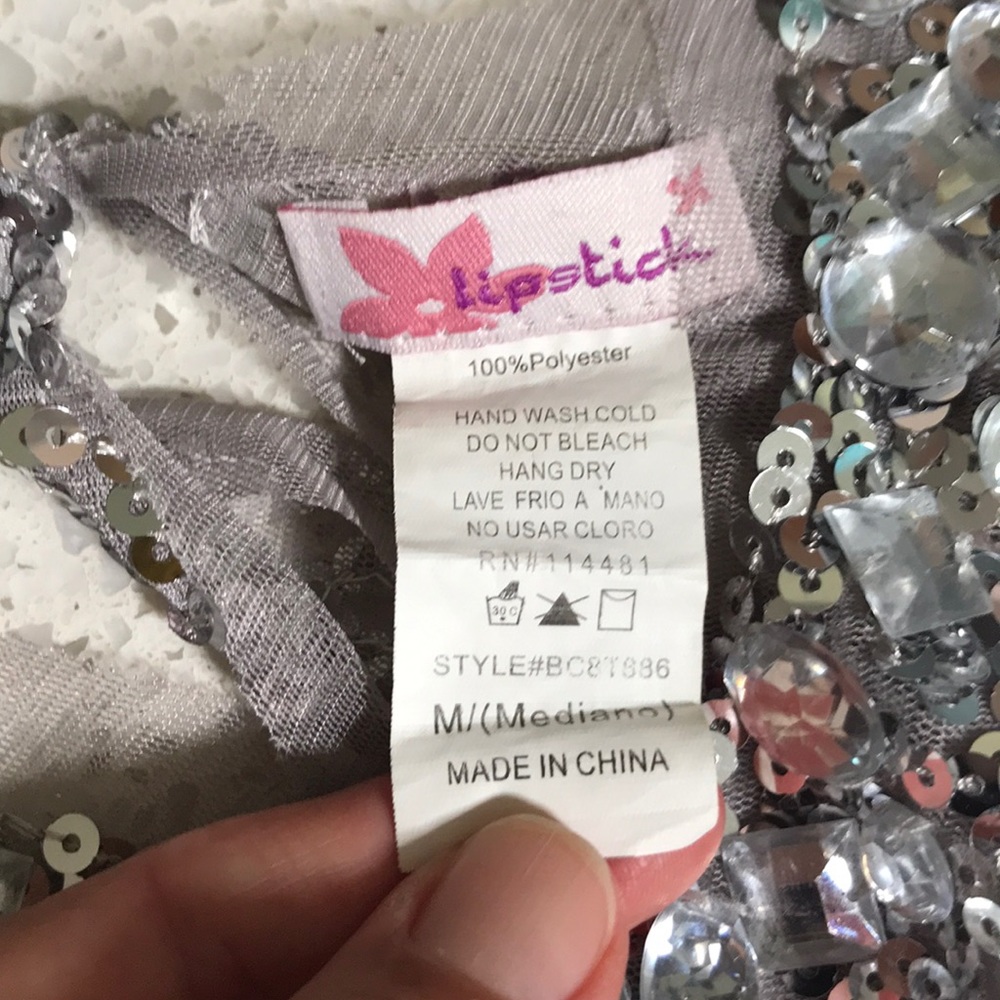 lipstick
100%Polyester
HAND WASH COLD
DO NOT BLEACH
HANG DRY
LAVE FRIO A 'MANO
NO USAR CLORO
RN#114481
30 C
STYLE#BC8T886
M/(Mediano)
MADE IN CHINA